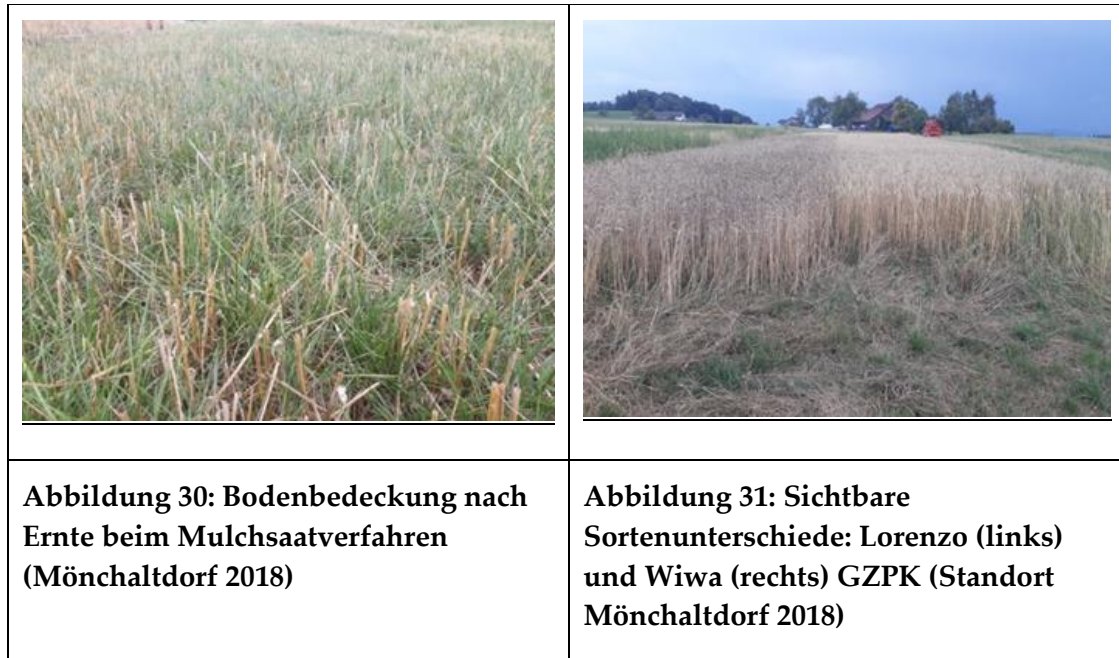 Abbildung 30: Bodenbedeckung nach
Ernte beim Mulchsaatverfahren
(Mönchaltdorf 2018)
Abbildung 31: Sichtbare
Sortenunterschiede: Lorenzo (links)
und Wiwa (rechts) GZPK (Standort
Mönchaltdorf 2018)